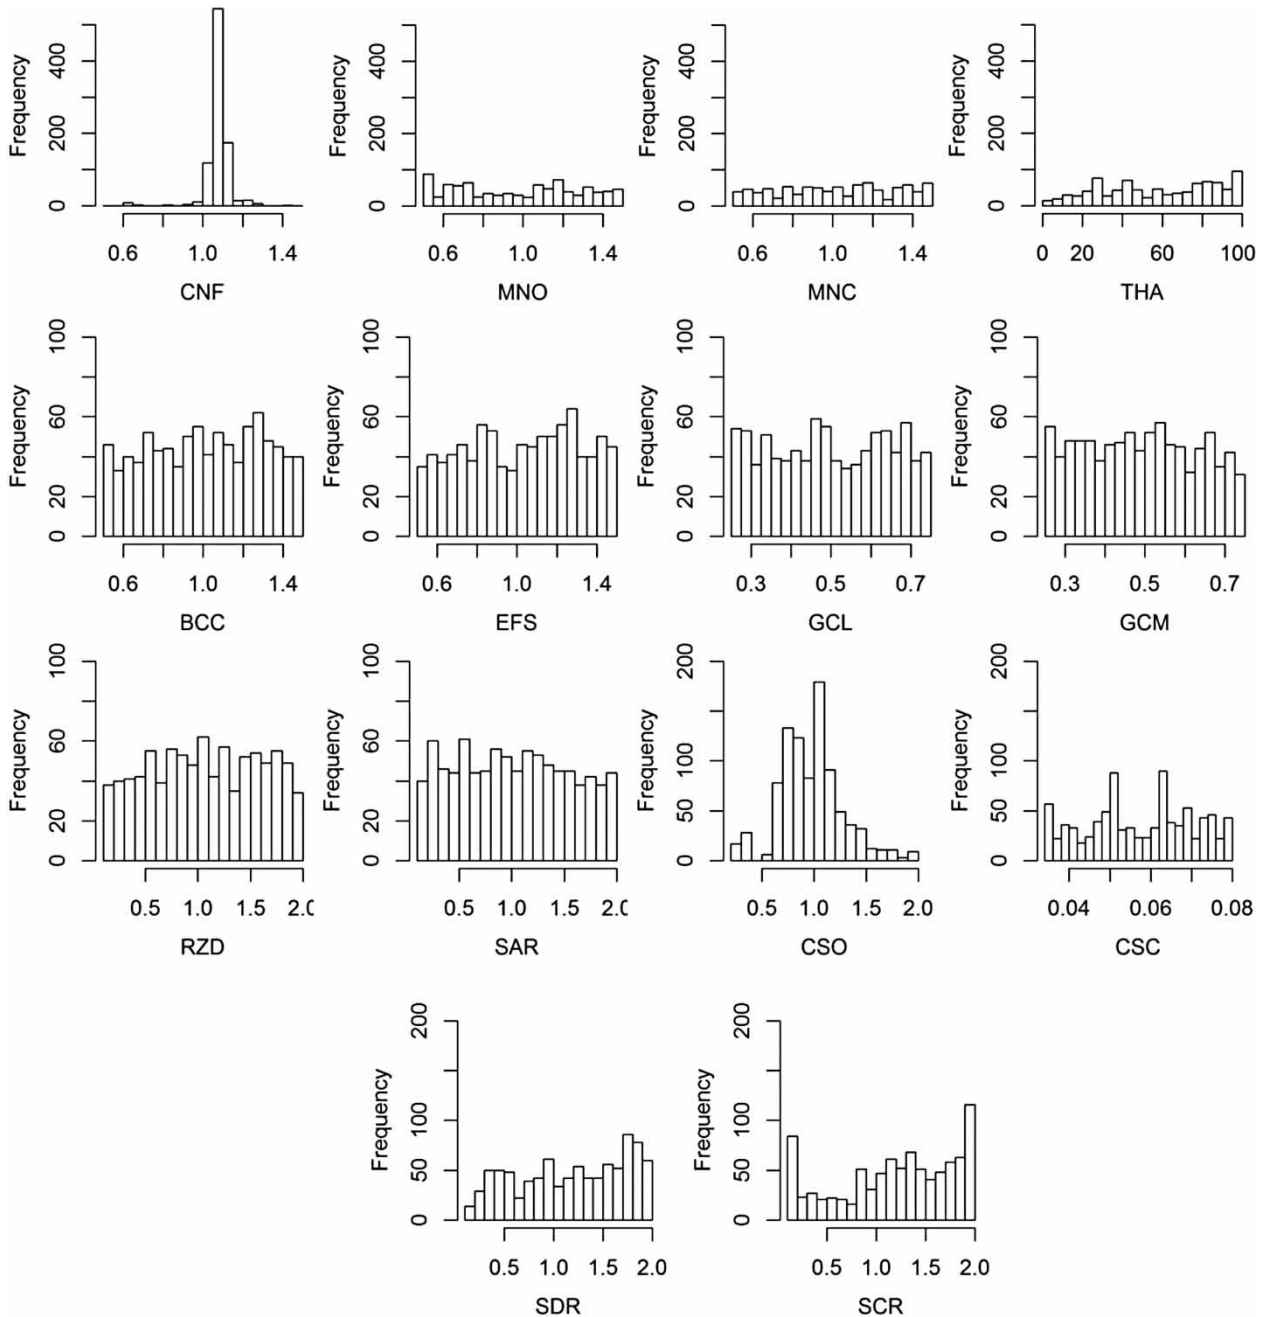 Frequency 0 200 400 0.6 1.0 1.4 CNF
Frequency 0 200 400 0.6 1.0 1.4 MNO
Frequency 0 200 400 0.6 1.0 1.4 MNC
Frequency 0 200 400 0 20 60 100 THA
Frequency 0 20 60 100 0.6 1.0 1.4 BCC
Frequency 0 20 60 100 0.6 1.0 1.4 EFS
Frequency 0 20 60 100 0.3 0.5 0.7 GCL
Frequency 0 20 60 100 0.3 0.5 0.7 GCM
Frequency 0 20 60 100 0.5 1.0 1.5 2.0 RZD
Frequency 0 20 60 100 0.5 1.0 1.5 2.0 SAR
Frequency 0 50 100 200 0.5 1.0 1.5 2.0 CSO
Frequency 0 50 100 200 0.04 0.06 0.08 CSC
Frequency 0 50 100 200 0.5 1.0 1.5 2.0 SDR
Frequency 0 50 100 200 0.5 1.0 1.5 2.0 SCR